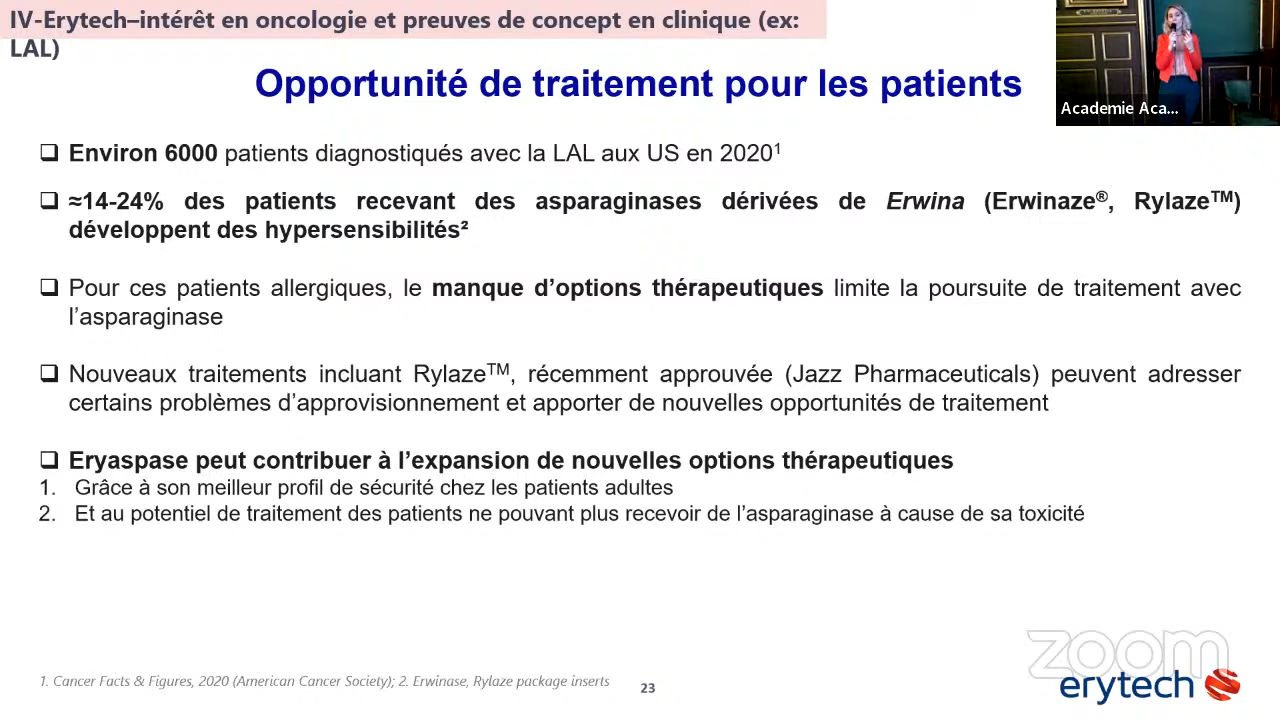 IV-Erytech–intérêt en oncologie et preuves de concept en clinique (ex:
LAL)
Opportunité de traitement pour les patients
Academie Aca...
❑ Environ 6000 patients diagnostiqués avec la LAL aux US en 2020¹
❑ ≈14-24% des patients recevant des asparaginases dérivées de Erwina (Erwinaze®, Rylaze™)
développent des hypersensibilités²
❑ Pour ces patients allergiques, le manque d’options thérapeutiques limite la poursuite de traitement avec
l’asparaginase
❑ Nouveaux traitements incluant Rylaze™, récemment approuvée (Jazz Pharmaceuticals) peuvent adresser
certains problèmes d’approvisionnement et apporter de nouvelles opportunités de traitement
❑ Eryaspase peut contribuer à l’expansion de nouvelles options thérapeutiques
1. Grâce à son meilleur profil de sécurité chez les patients adultes
2. Et au potentiel de traitement des patients ne pouvant plus recevoir de l’asparaginase à cause de sa toxicité
zoom
erytech
1. Cancer Facts & Figures, 2020 (American Cancer Society); 2. Erwinase, Rylaze package inserts
23